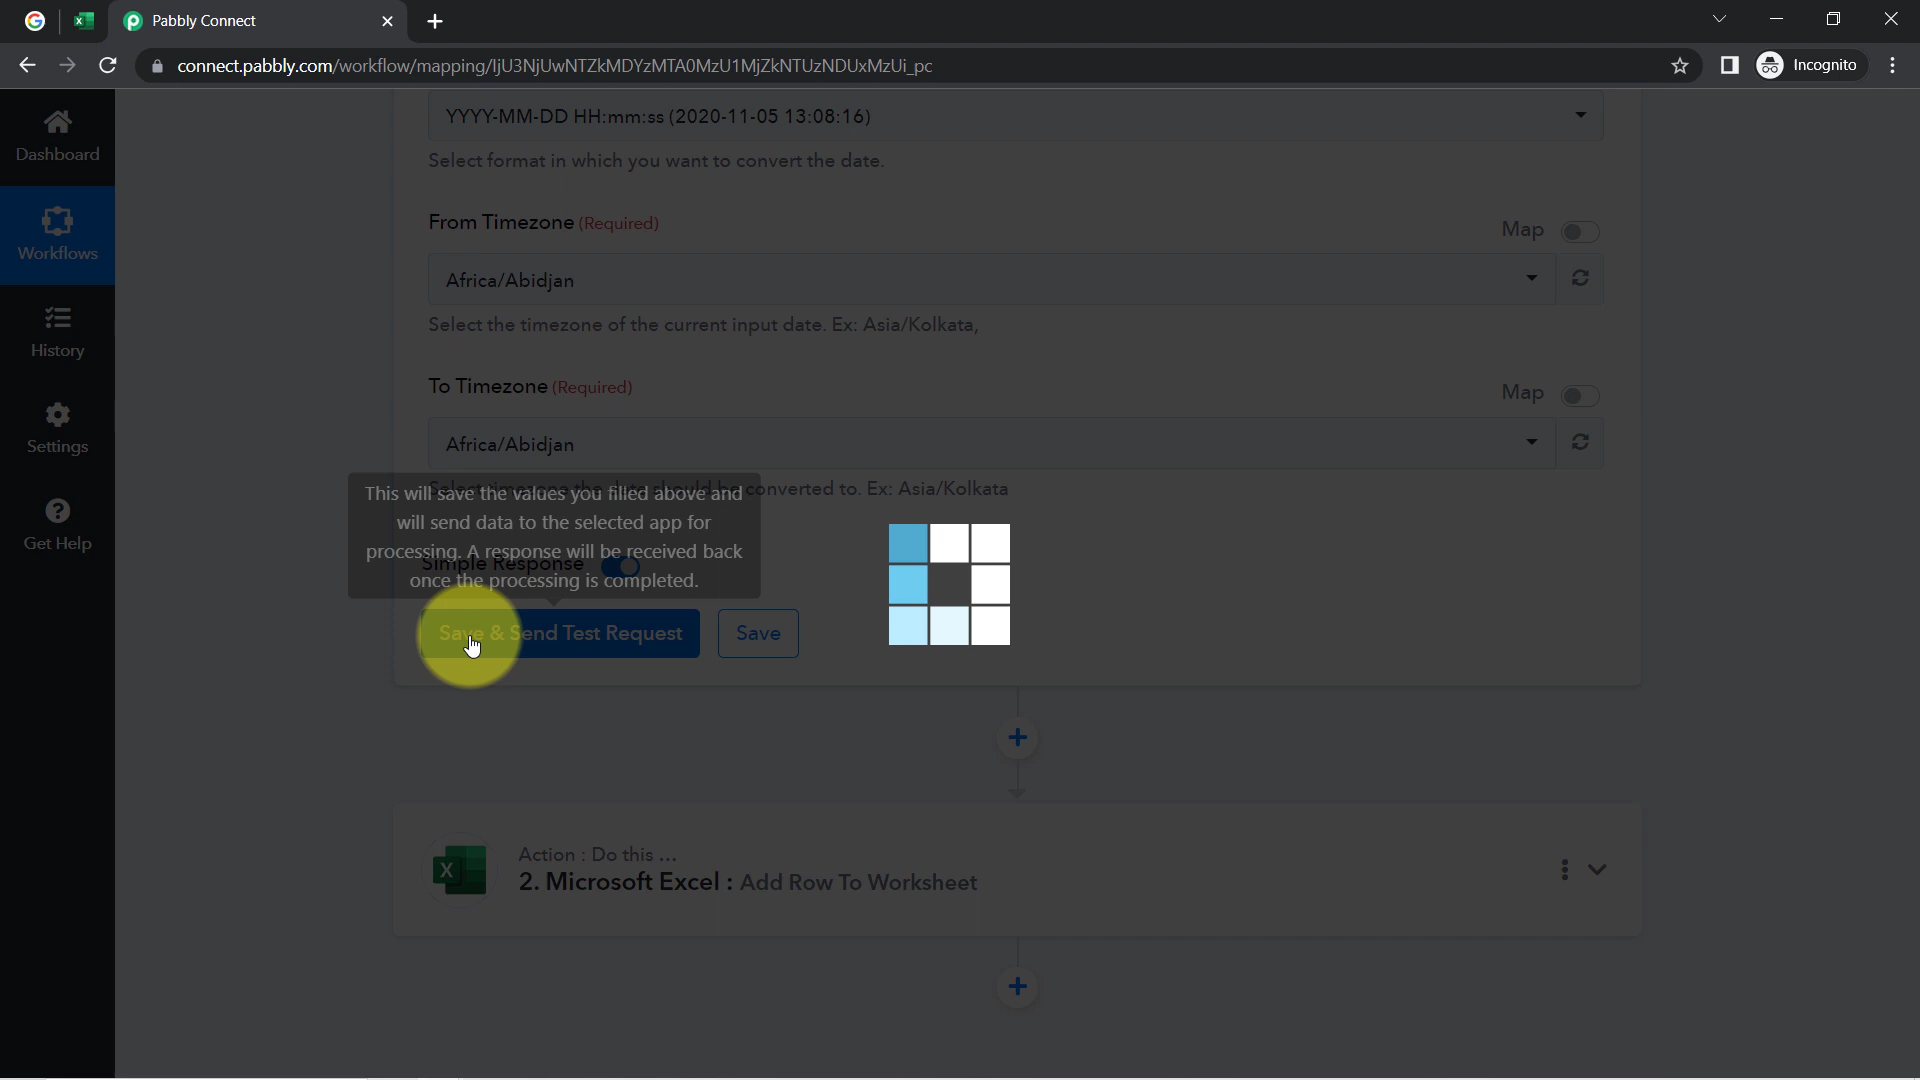 Pabbly Connect
connect.pabbly.com/workflow/mapping/IjU3NjUwNTZkMDYzMTA0MzU1MjZkNTUzNDUxMzUi_pc
Incognito
Dashboard
Workflows
History
Settings
Get Help
YYYY-MM-DD HH:mm:ss (2020-11-05 13:08:16)
Select format in which you want to convert the date.
From Timezone (Required)
Map
Africa/Abidjan
Select the timezone of the current input date. Ex: Asia/Kolkata,
To Timezone (Required)
Map
Africa/Abidjan
Select timezone the date should be converted to. Ex: Asia/Kolkata
This will save the values you filled above and
will send data to the selected app for
processing. A response will be received back
once the processing is completed.
Simple Response
Save & Send Test Request
Save
Action : Do this ...
2. Microsoft Excel : Add Row To Worksheet